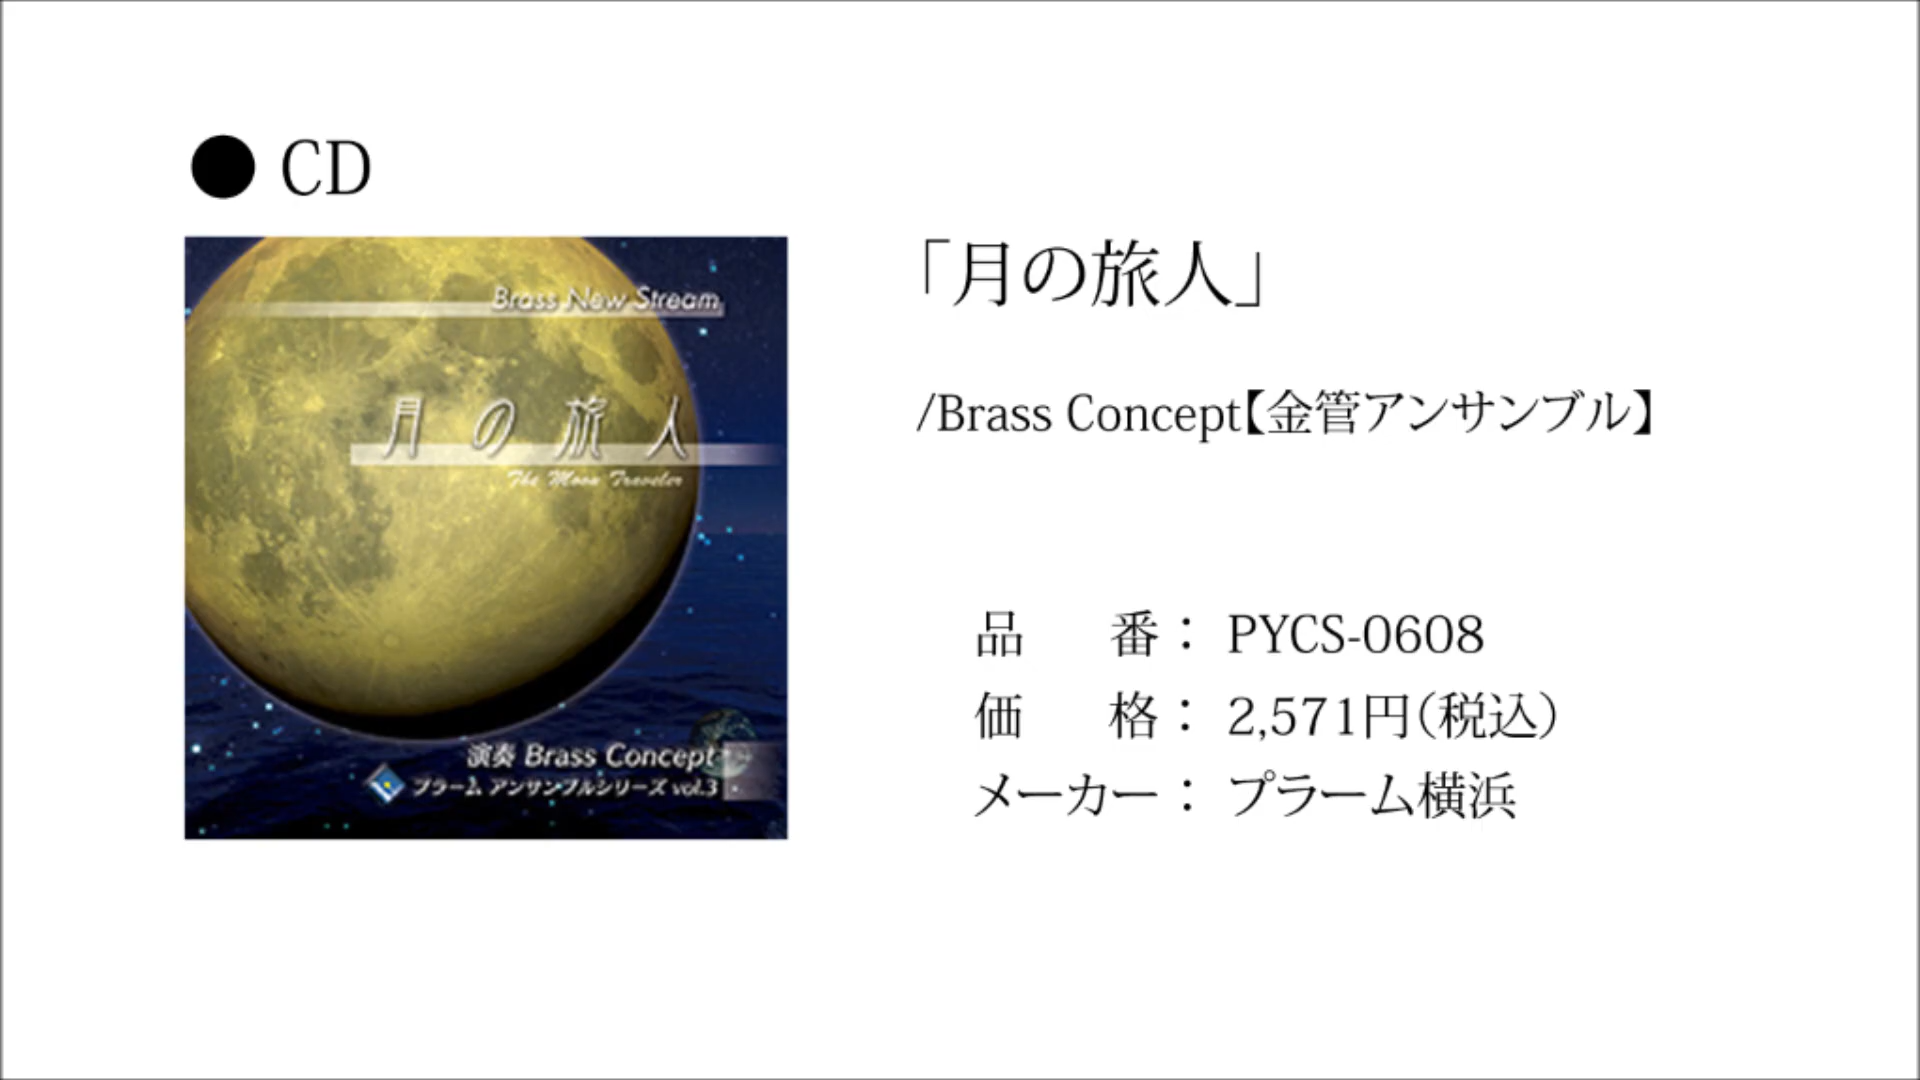 ● CD
Brass New Stream
月の旅人
The Moon Traveler
演奏 Brass Concept
ブラーム アンサンブルシリーズ vol.3
「月の旅人」
/Brass Concept【金管アンサンブル】
品　番： PYCS-0608
価　格： 2,571円（税込）
メーカー： ブラーム横浜